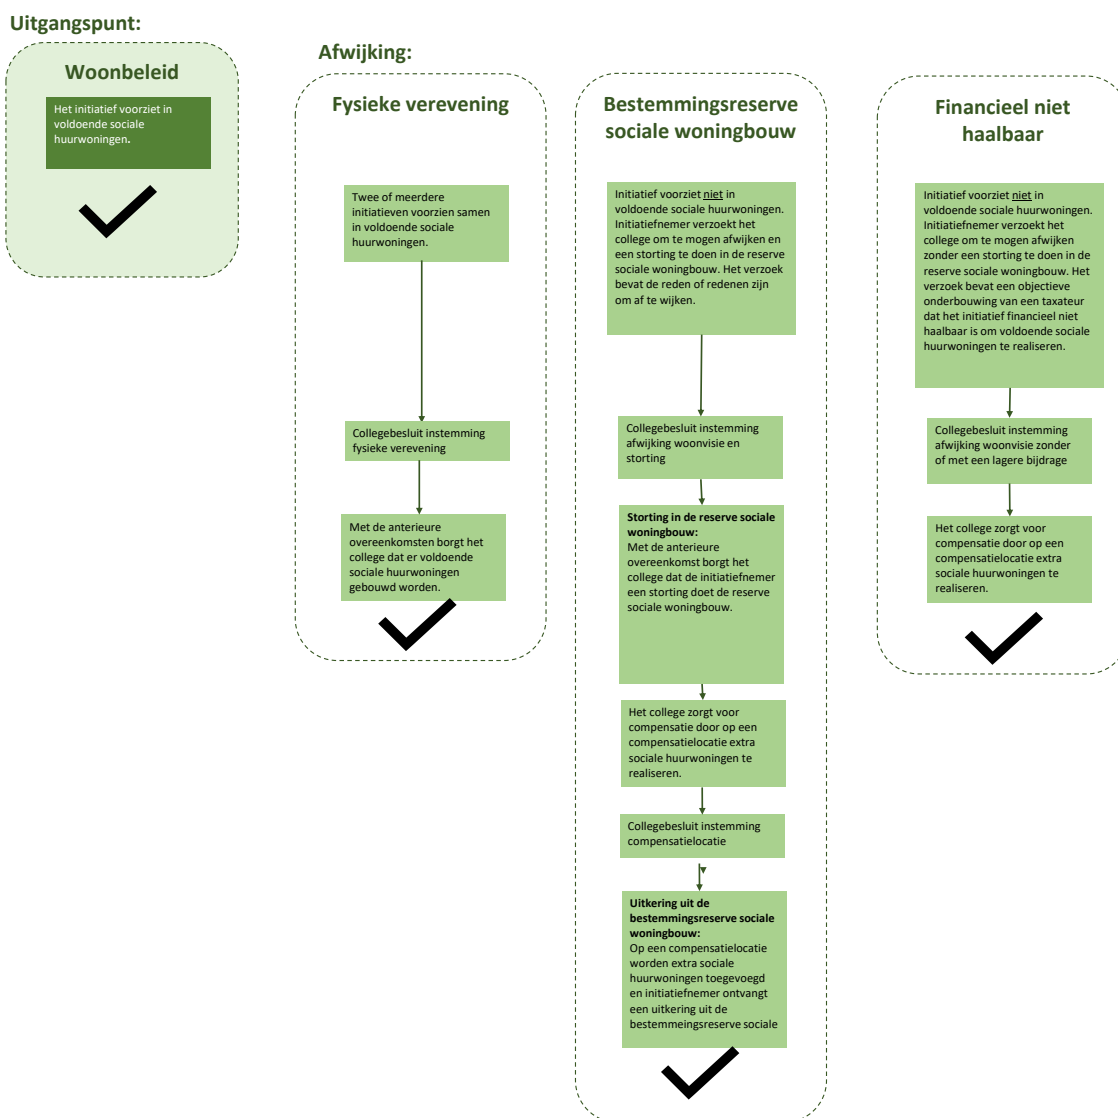 Uitgangspunt:
Woonbeleid
Het initiatief voorziet in
voldoende sociale
huurwoningen.
Afwijking:
Fysieke verevening
Twee of meerdere
initiatieven voorzien samen
in voldoende sociale
huurwoningen.
Collegebesluit instemming
fysieke verevening
Met de anterieure
overeenkomsten borgt het
college dat er voldoende
sociale huurwoningen
gebouwd worden.
Bestemmingsreserve
sociale woningbouw
Initiatief voorziet niet in
voldoende sociale huurwoningen.
Initiatiefnemer verzoekt het
college om te mogen afwijken en
een storting te doen in de reserve
sociale woningbouw. Het verzoek
bevat de reden of redenen zijn
om af te wijken.
Collegebesluit instemming
afwijking woonvisie en
storting
Storting in de reserve sociale
woningbouw:
Met de anterieure
overeenkomst borgt het
college dat de initiatiefnemer
een storting doet de reserve
sociale woningbouw.
Het college zorgt voor
compensatie door op een
compensatielocatie extra
sociale huurwoningen te
realiseren.
Collegebesluit instemming
compensatielocatie
Uitkering uit de
bestemmingsreserve sociale
woningbouw:
Op een compensatielocatie
worden extra sociale
huurwoningen toegevoegd
en initiatiefnemer ontvangt
een uitkering uit de
bestemmeingsreserve sociale
Financieel niet
haalbaar
Initiatief voorziet niet in
voldoende sociale huurwoningen.
Initiatiefnemer verzoekt het
college om te mogen afwijken
zonder een storting te doen in de
reserve sociale woningbouw. Het
verzoek bevat een objectieve
onderbouwing van een taxateur
dat het initiatief financieel niet
haalbaar is om voldoende sociale
huurwoningen te realiseren.
Collegebesluit instemming
afwijking woonvisie zonder
of met een lagere bijdrage
Het college zorgt voor
compensatie door op een
compensatielocatie extra
sociale huurwoningen te
realiseren.